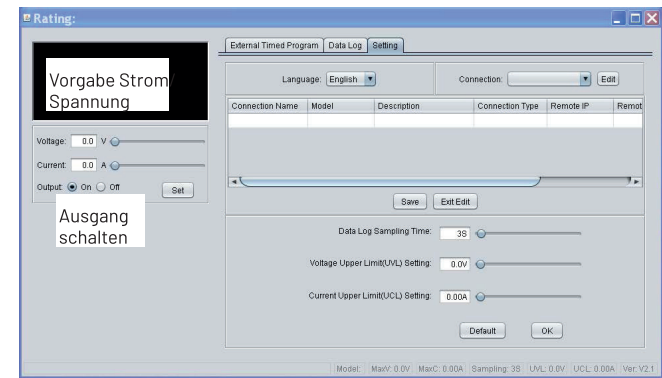 Rating:
Vorgabe Strom/
Spannung
Voltage: 0.0 V
Current: 0.0 A
Output: On Off Set
Ausgang
schalten
External Timed Program Data Log Setting
Language: English Connection: Edit
Connection Name Model Description Connection Type Remote IP Remot
Save Exit Edit
Data Log Sampling Time: 3S
Voltage Upper Limit(UVL) Setting: 0.0V
Current Upper Limit(UCL) Setting: 0.00A
Default OK
Model: MaxV: 0.0V MaxC: 0.00A Sampling: 3S UVL: 0.0V UCL: 0.00A Ver: V2.1